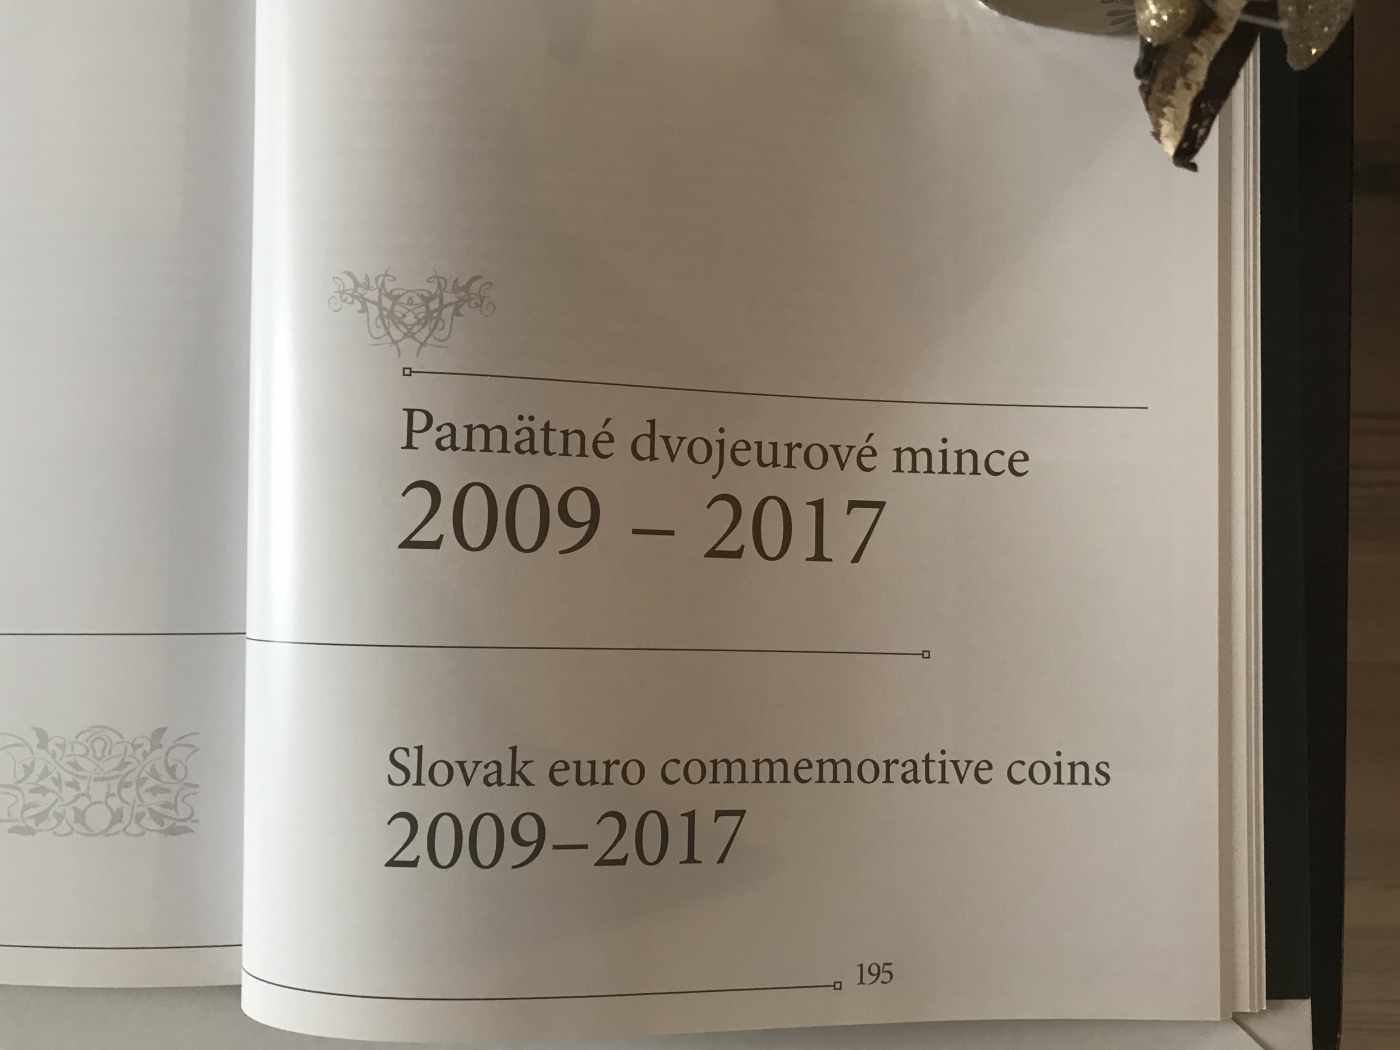 Pamätné dvojeurové mince
2009 – 2017
Slovak euro commemorative coins
2009–2017
195